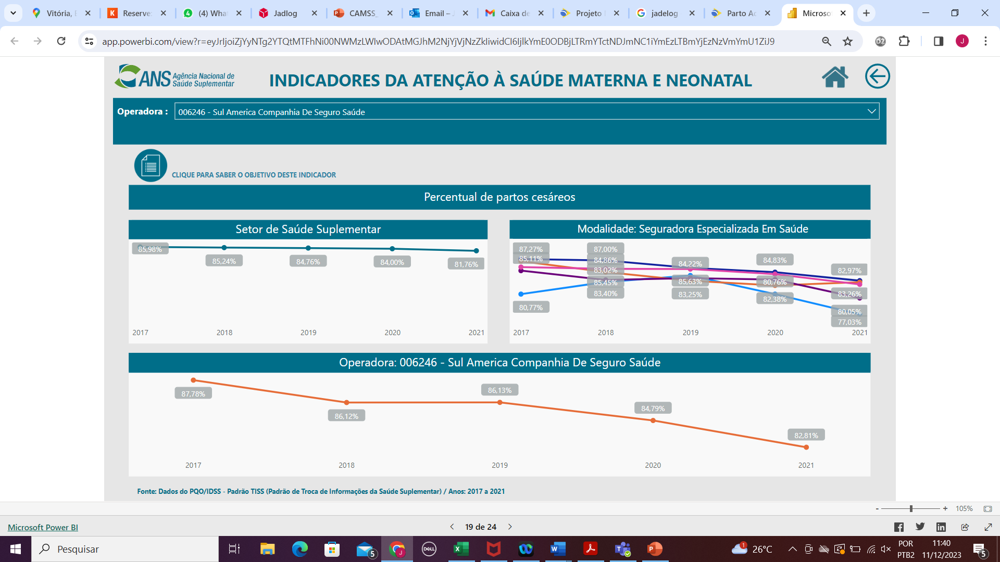 Vitória, E
Reserve:
(4) Wha
Jadlog
CAMSS_
Email – J
Caixa de
Projeto
jadelog
Parto Ac
Microso
app.powerbi.com/view?r=eyJrIjoiZjYyNTg2YTQtMTFhNi00NWMzLWIwODAtMGJhM2NjYjVjNzZkIiwidCI6IjlkYmE0ODBjLTRmYTctNDJmNC1iYmEzLTBmYjEzNzVmYmU1ZiJ9
J
ANS Agência Nacional de
Saúde Suplementar
INDICADORES DA ATENÇÃO À SAÚDE MATERNA E NEONATAL
Operadora : 006246 - Sul America Companhia De Seguro Saúde
CLIQUE PARA SABER O OBJETIVO DESTE INDICADOR
Percentual de partos cesáreos
Setor de Saúde Suplementar
85,98%
85,24%
84,76%
84,00%
81,76%
2017 2018 2019 2020 2021
Modalidade: Seguradora Especializada Em Saúde
87,27% 87,00%
85,11% 84,86% 84,22% 84,83%
83,02% 82,97%
85,45% 85,63% 80,76%
83,40% 83,25% 82,38% 83,26%
80,77% 80,05%
77,03%
2017 2018 2019 2020 2021
Operadora: 006246 - Sul America Companhia De Seguro Saúde
87,78%
86,12%
86,13%
84,79%
82,81%
2017 2018 2019 2020 2021
Fonte: Dados do PQO/IDSS - Padrão TISS (Padrão de Troca de Informações da Saúde Suplementar) / Anos: 2017 a 2021
- + 105%
Microsoft Power BI
19 de 24
Pesquisar
5
DELL
1
26°C
POR
PTB2
11:40
11/12/2023
5